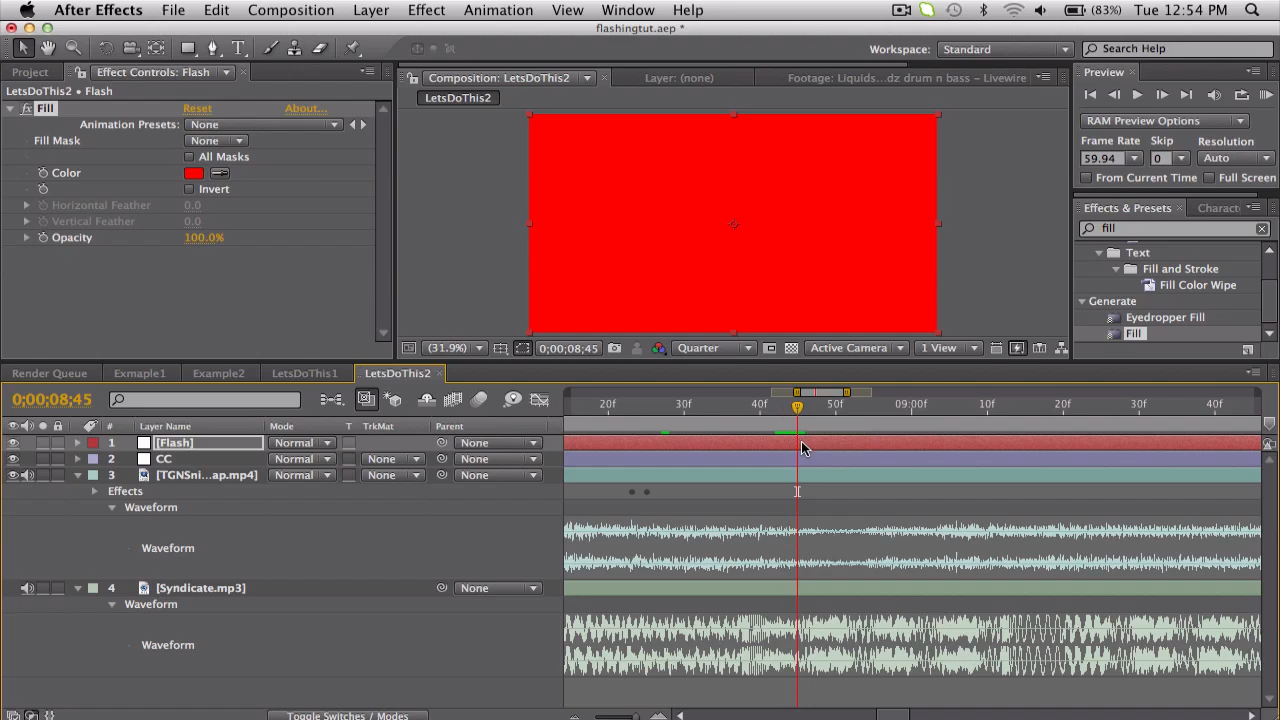 After Effects File Edit Composition Layer Effect Animation View Window Help (83%) Tue 12:54 PM
flashingtut.aep *
Workspace: Standard Search Help
Project Effect Controls: Flash
LetsDoThis2 • Flash
Fill Reset About...
Animation Presets: None
Fill Mask None
All Masks
Color
Invert
Horizontal Feather 0.0
Vertical Feather 0.0
Opacity 100.0%
Composition: LetsDoThis2 Layer: (none) Footage: Liquids...dz drum n bass - Livewire
LetsDoThis2
(31.9%) 0;00;08;45 Quarter Active Camera 1 View
Preview
RAM Preview Options
Frame Rate Skip Resolution
59.94 0 Auto
From Current Time Full Screen
Effects & Presets Charact
fill
Text
Fill and Stroke
Fill Color Wipe
Generate
Eyedropper Fill
Fill
Render Queue Exmaple1 Example2 LetsDoThis1 LetsDoThis2
0;00;08;45
20f 30f 40f 50f 09:00f 10f 20f 30f 40f
# Layer Name Mode T TrkMat Parent
1 [Flash] Normal None
2 CC Normal None None
3 [TGNSni...ap.mp4] Normal None None
Effects
Waveform
Waveform
4 [Syndicate.mp3] None
Waveform
Waveform
Toggle Switches / Modes